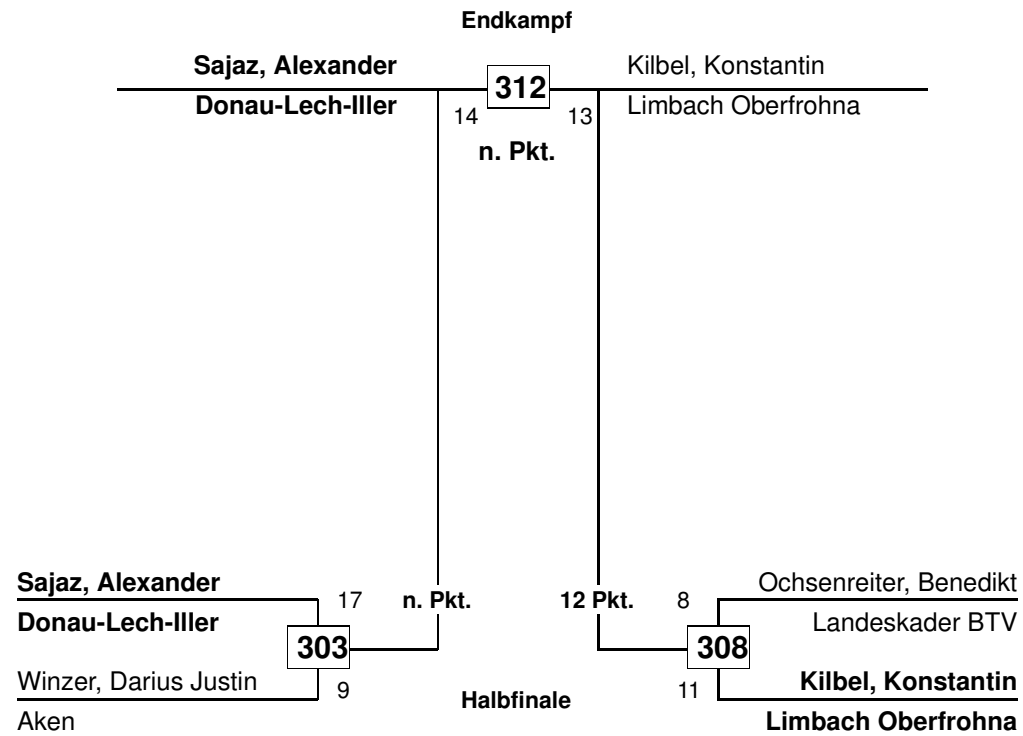 Endkampf
Sajaz, Alexander 312 Kilbel, Konstantin
Donau-Lech-Iller 14 13 Limbach Oberfrohna
n. Pkt.
Sajaz, Alexander 17 n. Pkt. 12 Pkt. 8 Ochsenreiter, Benedikt
Donau-Lech-Iller Landeskader BTV
303 308
Winzer, Darius Justin 9 Halbfinale 11 Kilbel, Konstantin
Aken Limbach Oberfrohna